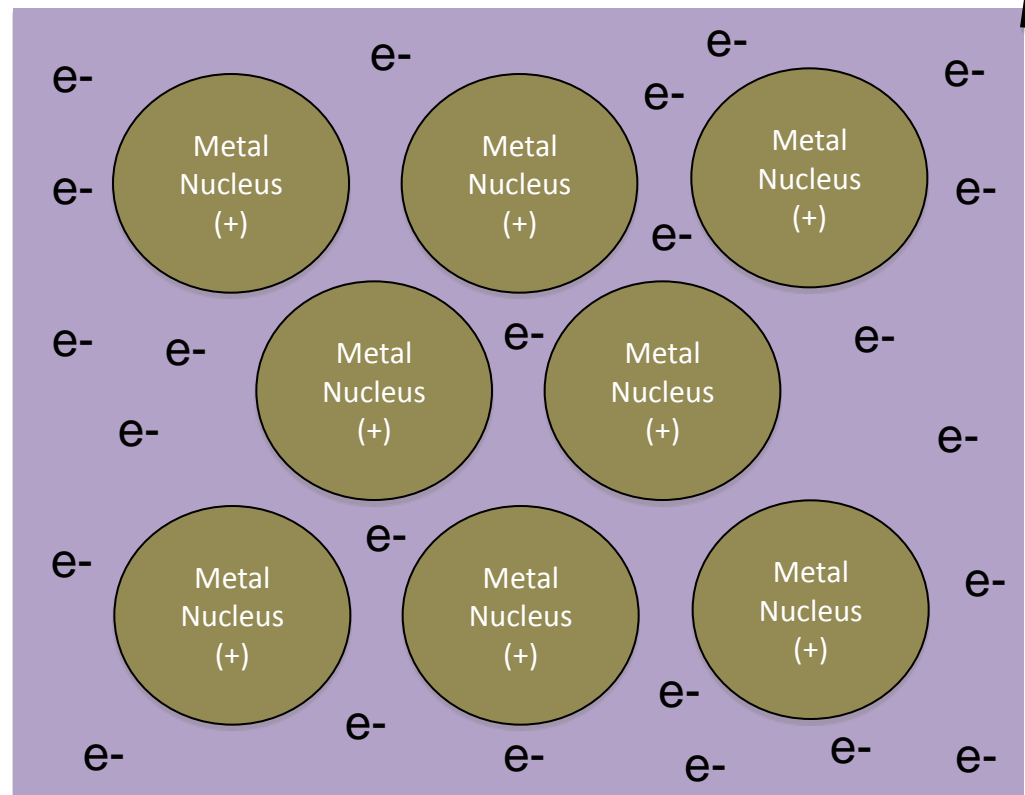 e-
e-
e-
e-
e-
Metal
Nucleus
(+)
Metal
Nucleus
(+)
Metal
Nucleus
(+)
e-
e-
e-
e-
e-
e-
e-
Metal
Nucleus
(+)
Metal
Nucleus
(+)
e-
e-
e-
e-
e-
Metal
Nucleus
(+)
Metal
Nucleus
(+)
Metal
Nucleus
(+)
e-
e-
e-
e-
e-
e-
e-
e-